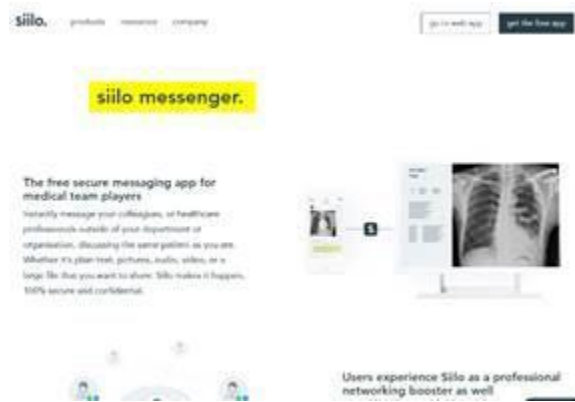 siilo. products resources company go to web app get the free app
siilo messenger.
The free secure messaging app for
medical team players
Instantly message your colleagues, or healthcare
professionals outside of your department or
organisation, discussing the same patient as you are.
Whether it's plain text, pictures, audio, video, or a
large file that you want to share. Siilo makes it happen,
100% secure and confidential.
Users experience Siilo as a professional
networking booster as well